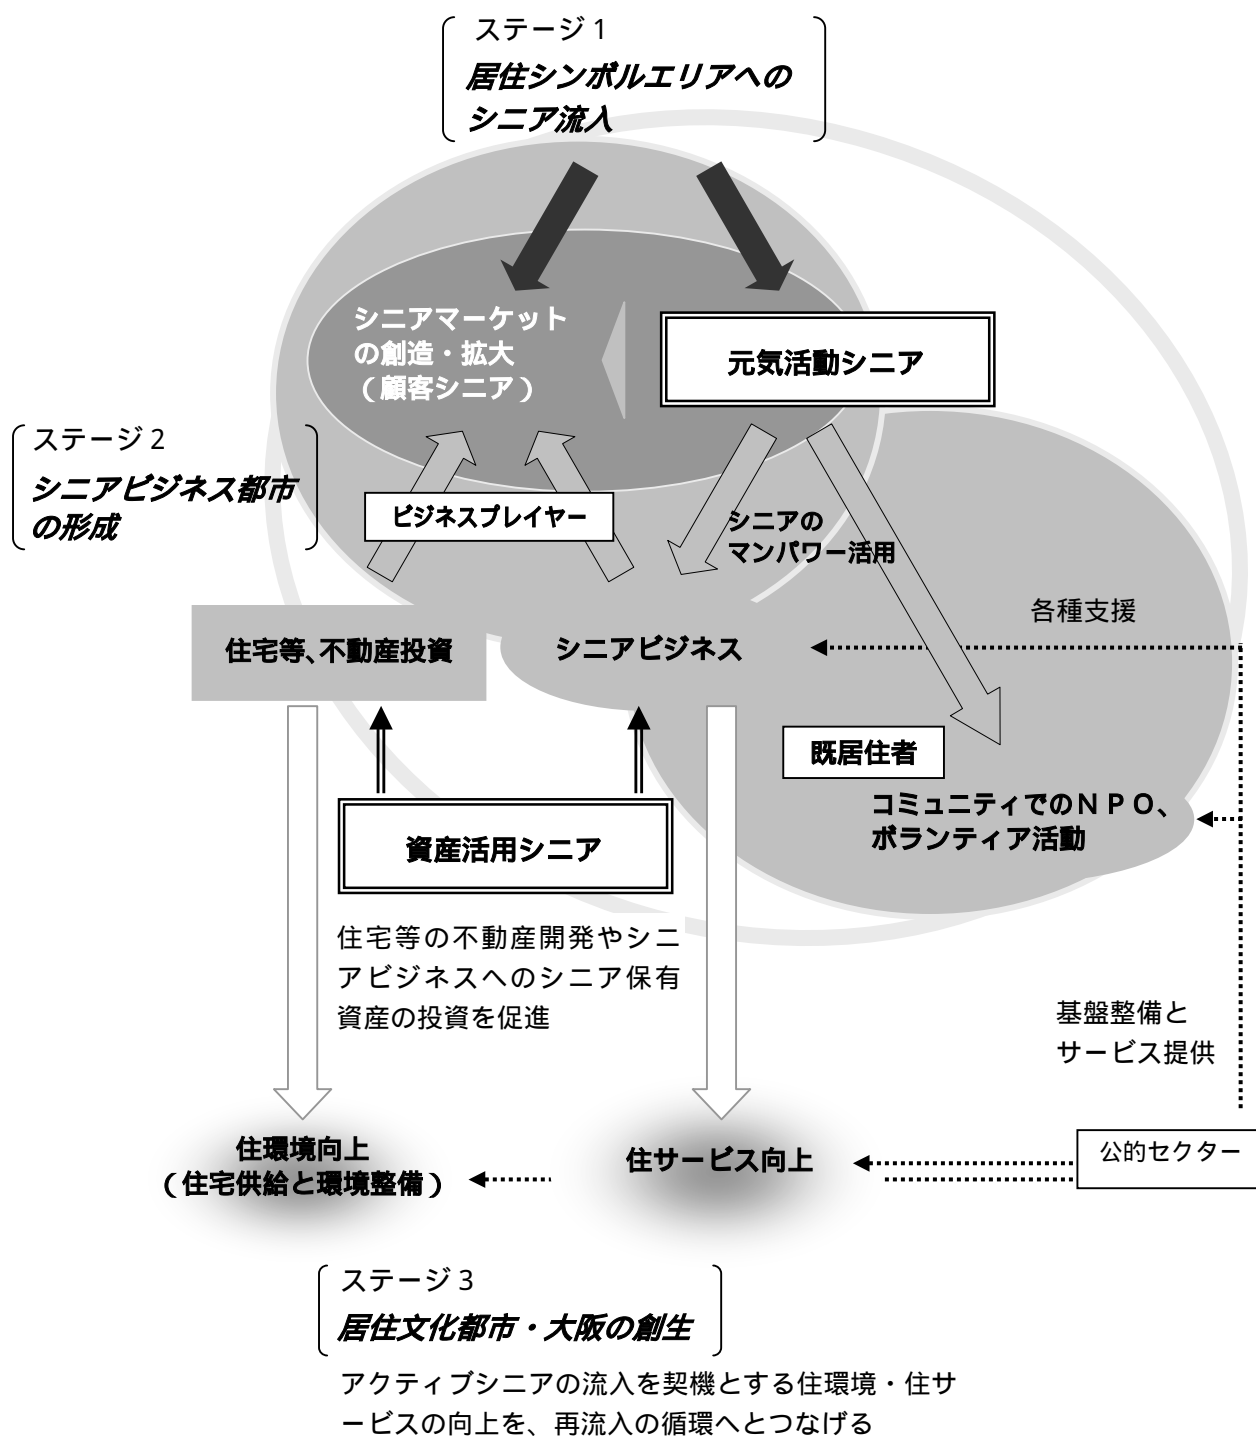 ステージ 1
居住シンボルエリアへの
シニア流入
シニアマーケット
の創造・拡大
（顧客シニア）
元気活動シニア
ステージ 2
シニアビジネス都市
の形成
ビジネスプレイヤー
シニアの
マンパワー活用
各種支援
住宅等、不動産投資
シニアビジネス
既居住者
コミュニティでのＮＰＯ、
ボランティア活動
資産活用シニア
住宅等の不動産開発やシニ
アビジネスへのシニア保有
資産の投資を促進
基盤整備と
サービス提供
住環境向上
（住宅供給と環境整備）
住サービス向上
公的セクター
ステージ 3
居住文化都市・大阪の創生
アクティブシニアの流入を契機とする住環境・住サ
ービスの向上を、再流入の循環へとつなげる